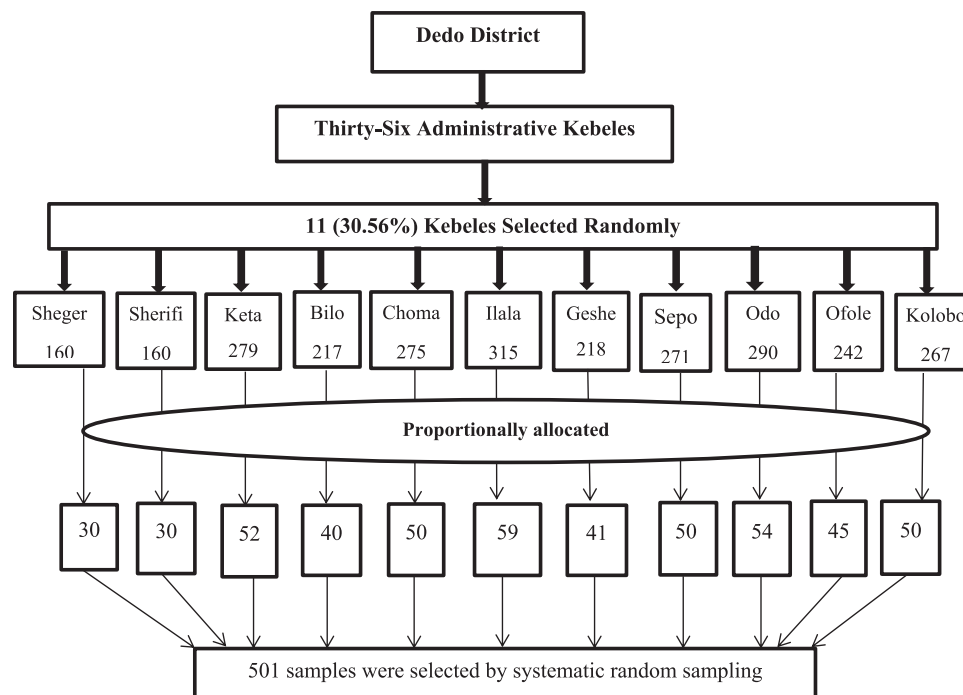 Dedo District
Thirty-Six Administrative Kebeles
11 (30.56%) Kebeles Selected Randomly
Sheger
160
Sherifi
160
Keta
279
Bilo
217
Choma
275
Ilala
315
Geshe
218
Sepo
271
Odo
290
Ofole
242
Kolobo
267
Proportionally allocated
30
30
52
40
50
59
41
50
54
45
50
501 samples were selected by systematic random sampling